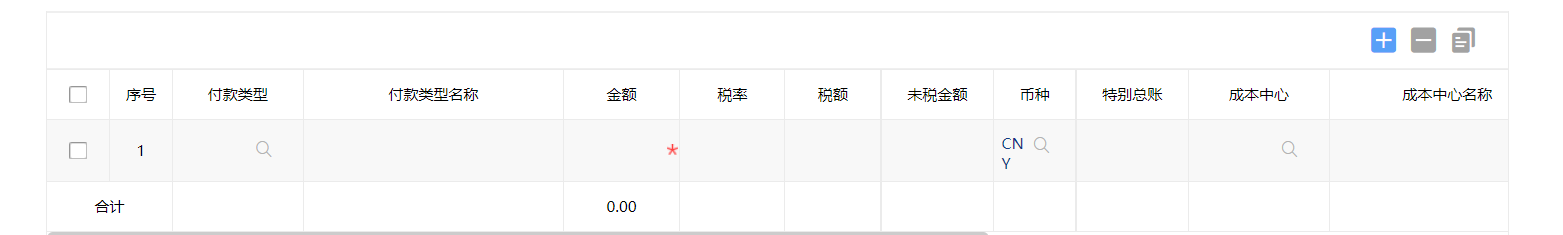 序号 付款类型 付款类型名称 金额 税率 税额 未税金额 币种 特别总账 成本中心 成本中心名称
1 * CN
Y
合计 0.00